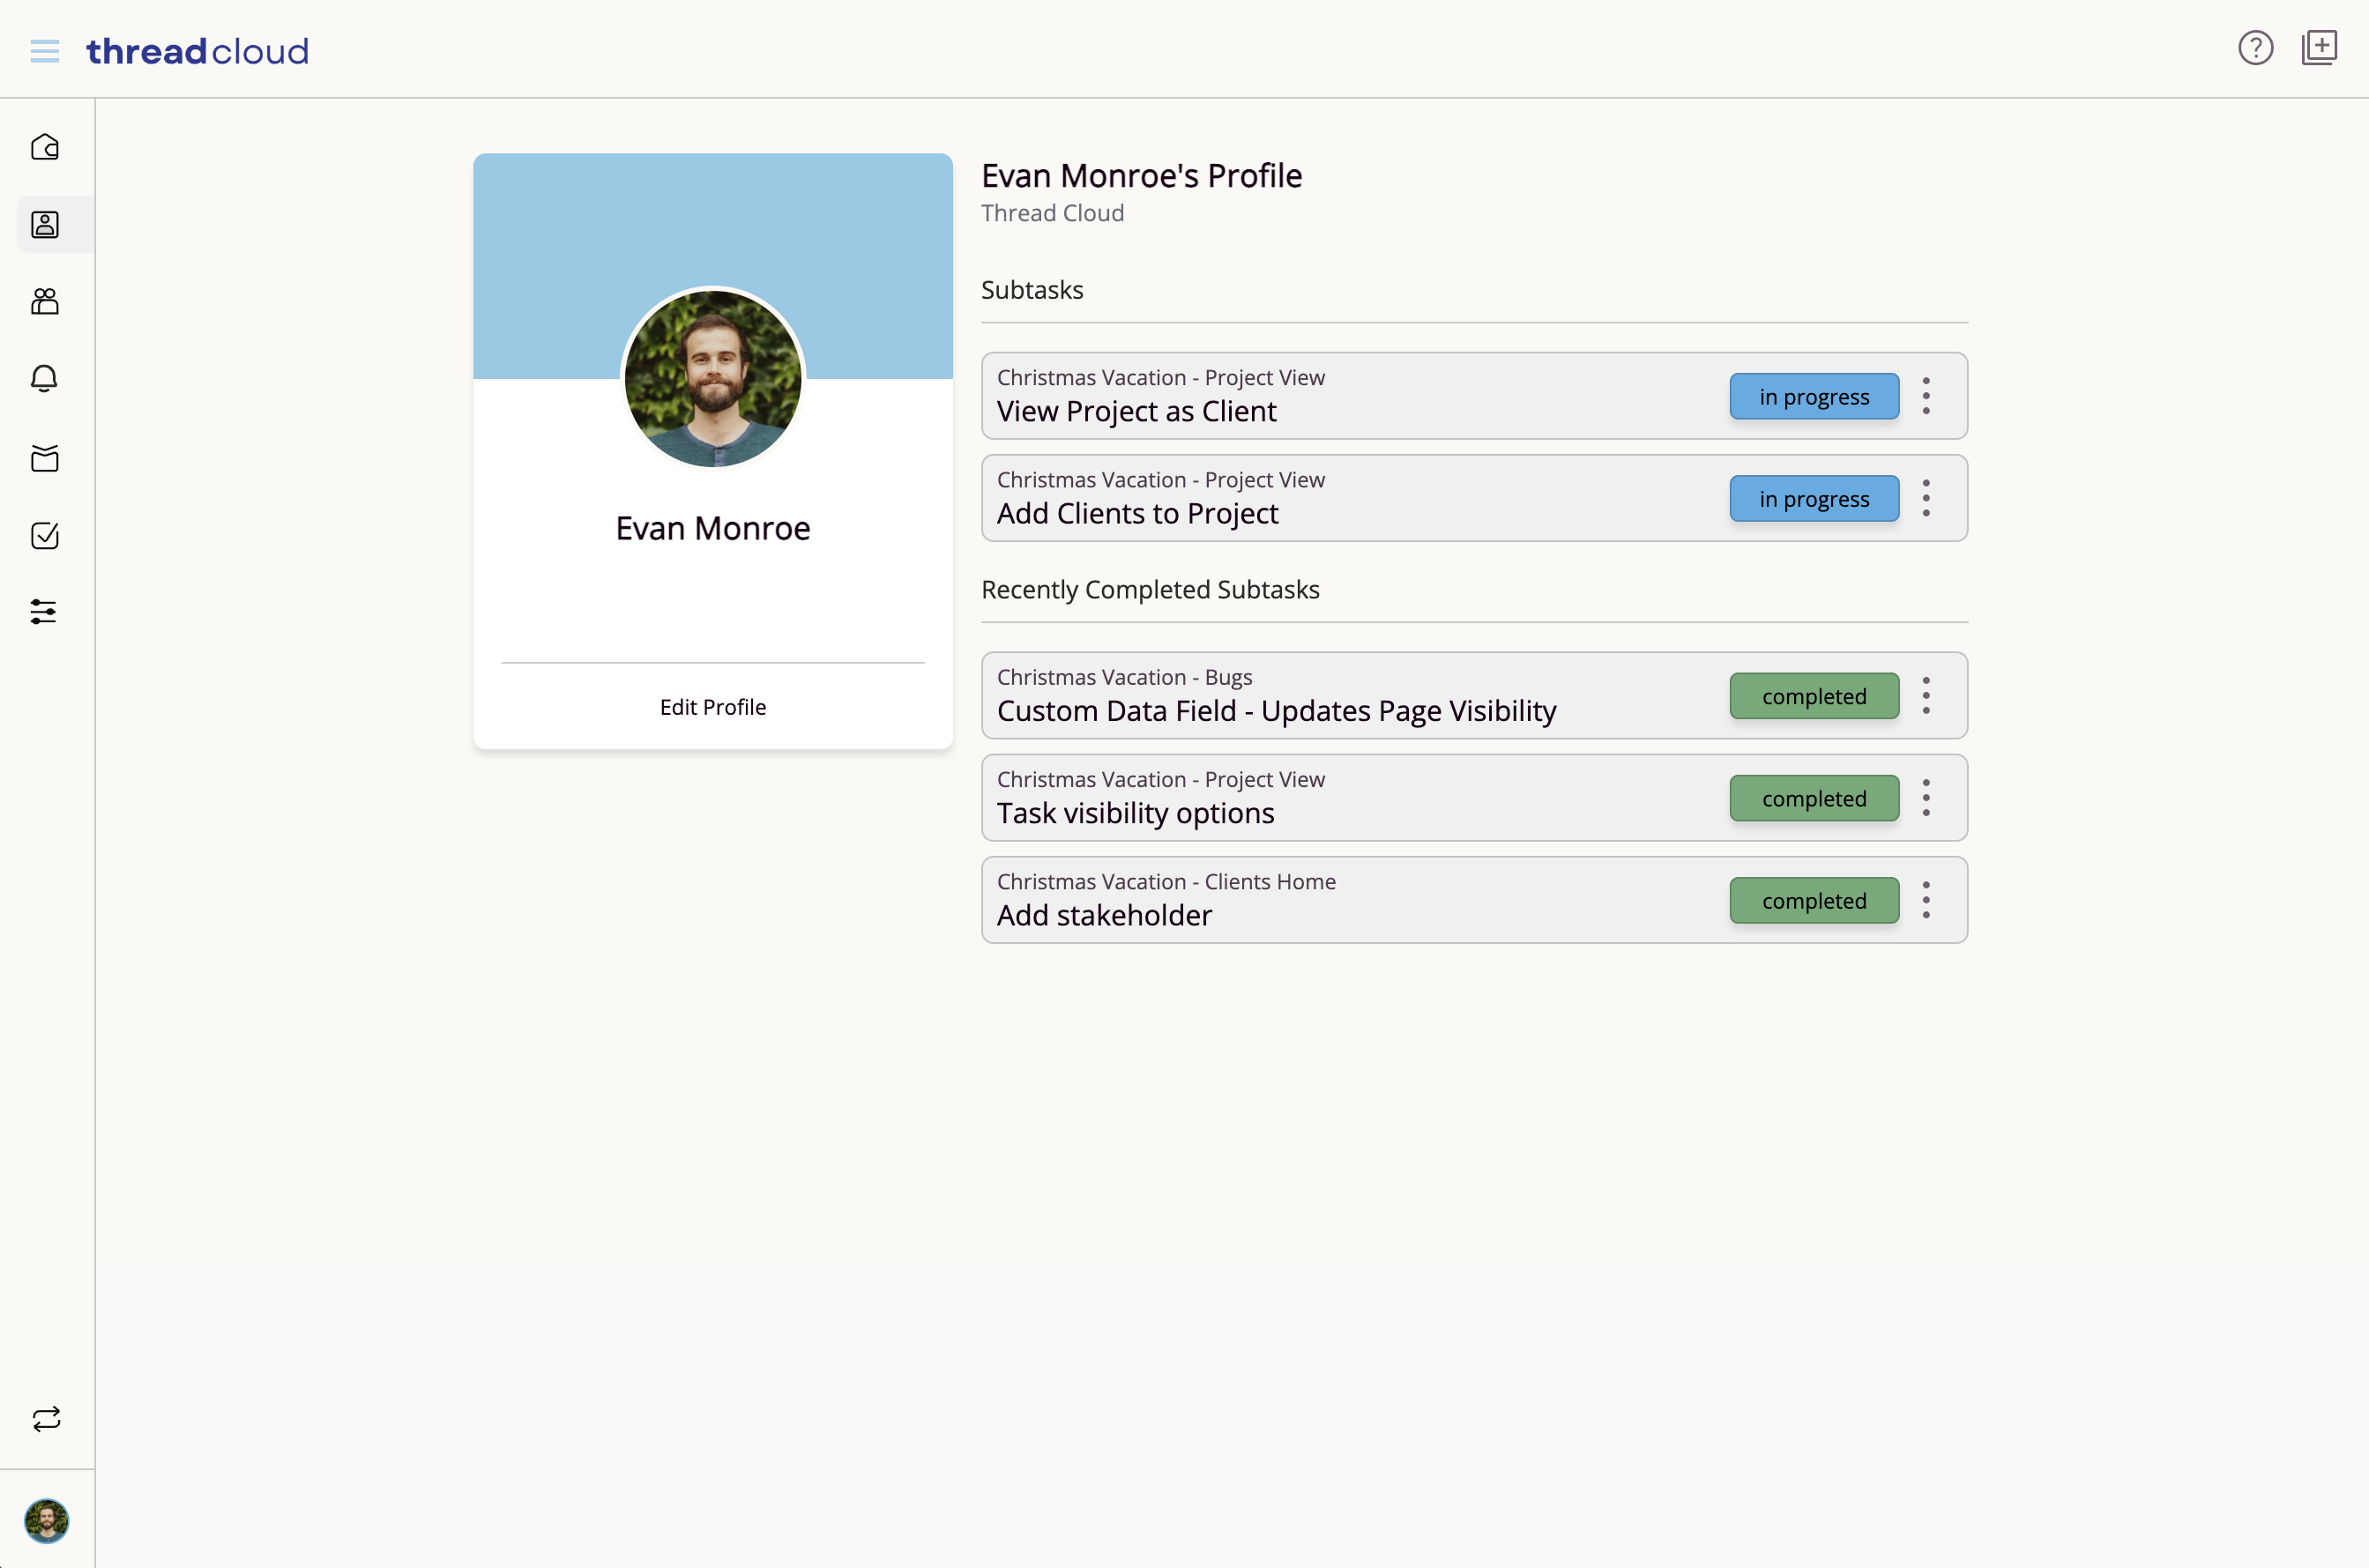 threadcloud
Evan Monroe
Edit Profile
Evan Monroe's Profile
Thread Cloud
Subtasks
Christmas Vacation - Project View
View Project as Client
in progress
Christmas Vacation - Project View
Add Clients to Project
in progress
Recently Completed Subtasks
Christmas Vacation - Bugs
Custom Data Field - Updates Page Visibility
completed
Christmas Vacation - Project View
Task visibility options
completed
Christmas Vacation - Clients Home
Add stakeholder
completed